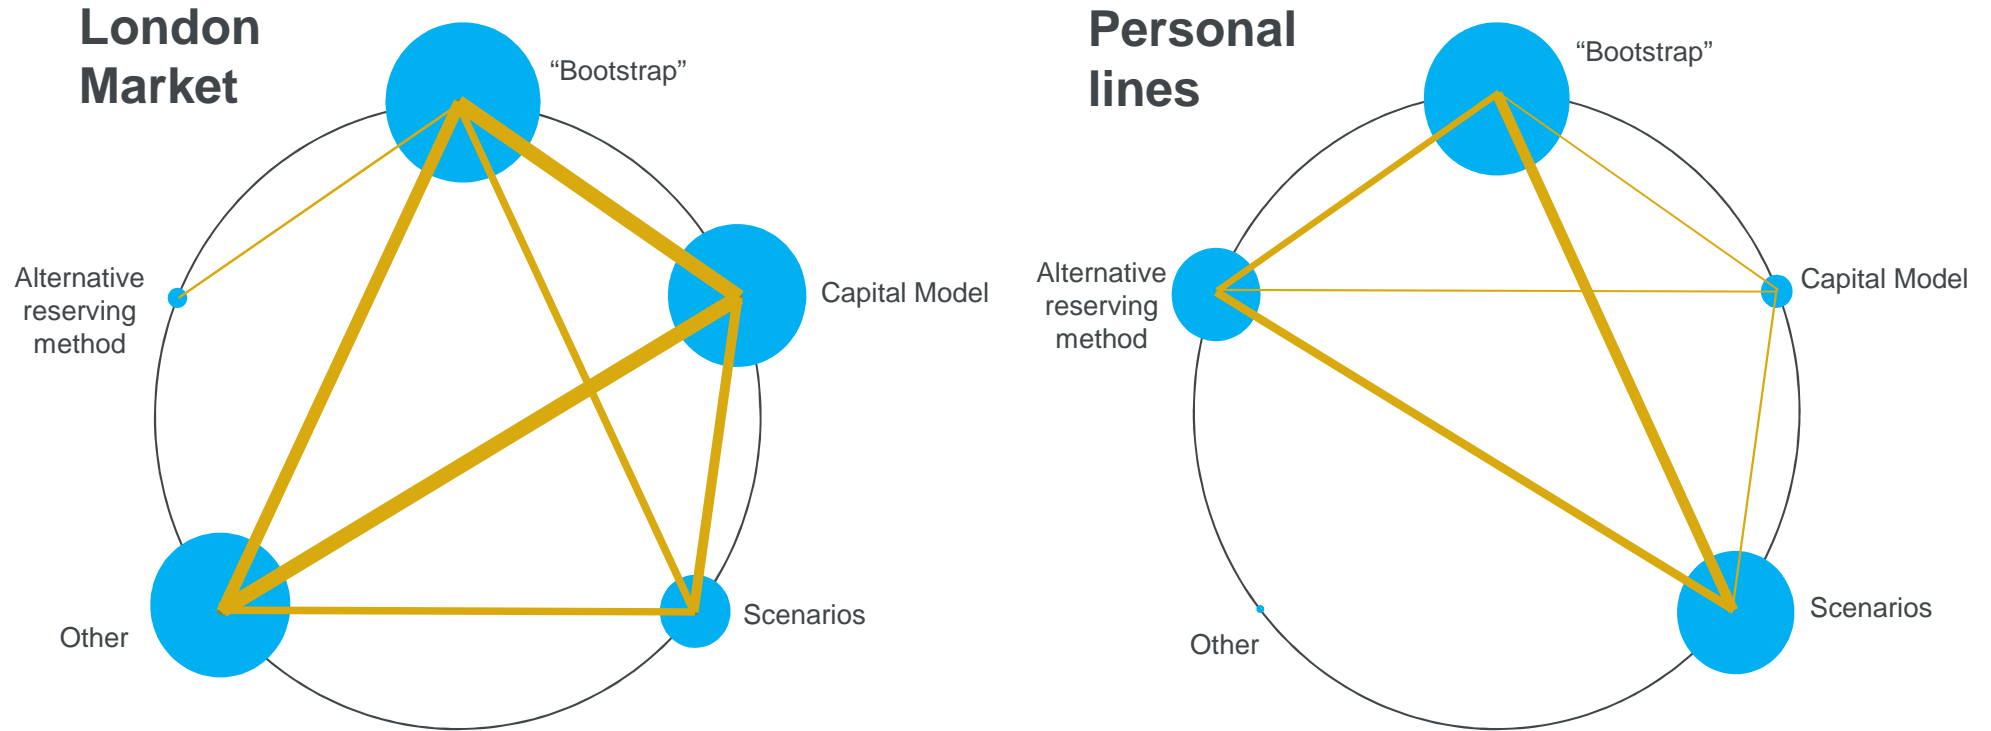 London
Market
“Bootstrap”
Alternative
reserving
method
Capital Model
Other
Scenarios
Personal
lines
“Bootstrap”
Alternative
reserving
method
Capital Model
Other
Scenarios